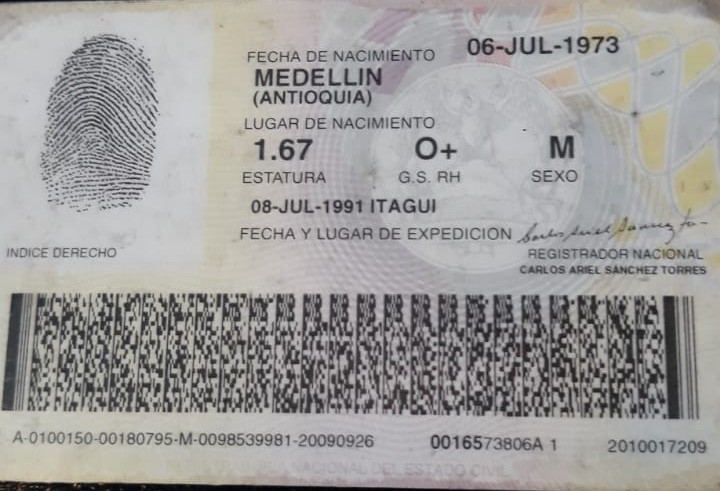 FECHA DE NACIMIENTO 06-JUL-1973
MEDELLIN
(ANTIOQUIA)
LUGAR DE NACIMIENTO
1.67 O+ M
ESTATURA G.S. RH SEXO
08-JUL-1991 ITAGUI
FECHA Y LUGAR DE EXPEDICION
INDICE DERECHO
REGISTRADOR NACIONAL
CARLOS ARIEL SÁNCHEZ TORRES
A-0100150-00180795-M-0098539981-20090926 0016573806A 1 2010017209
NACIONAL DEL ESTADO CIVIL